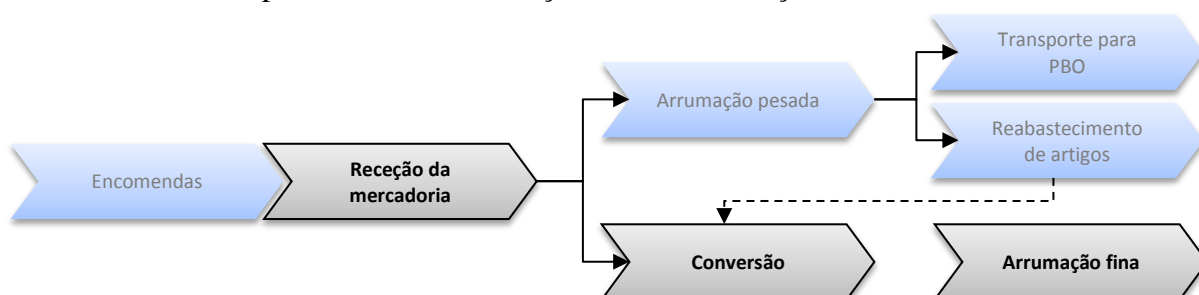 Transporte para
PBO
Arrumação pesada
Reabastecimento
de artigos
Encomendas
Receção da
mercadoria
Conversão
Arrumação fina